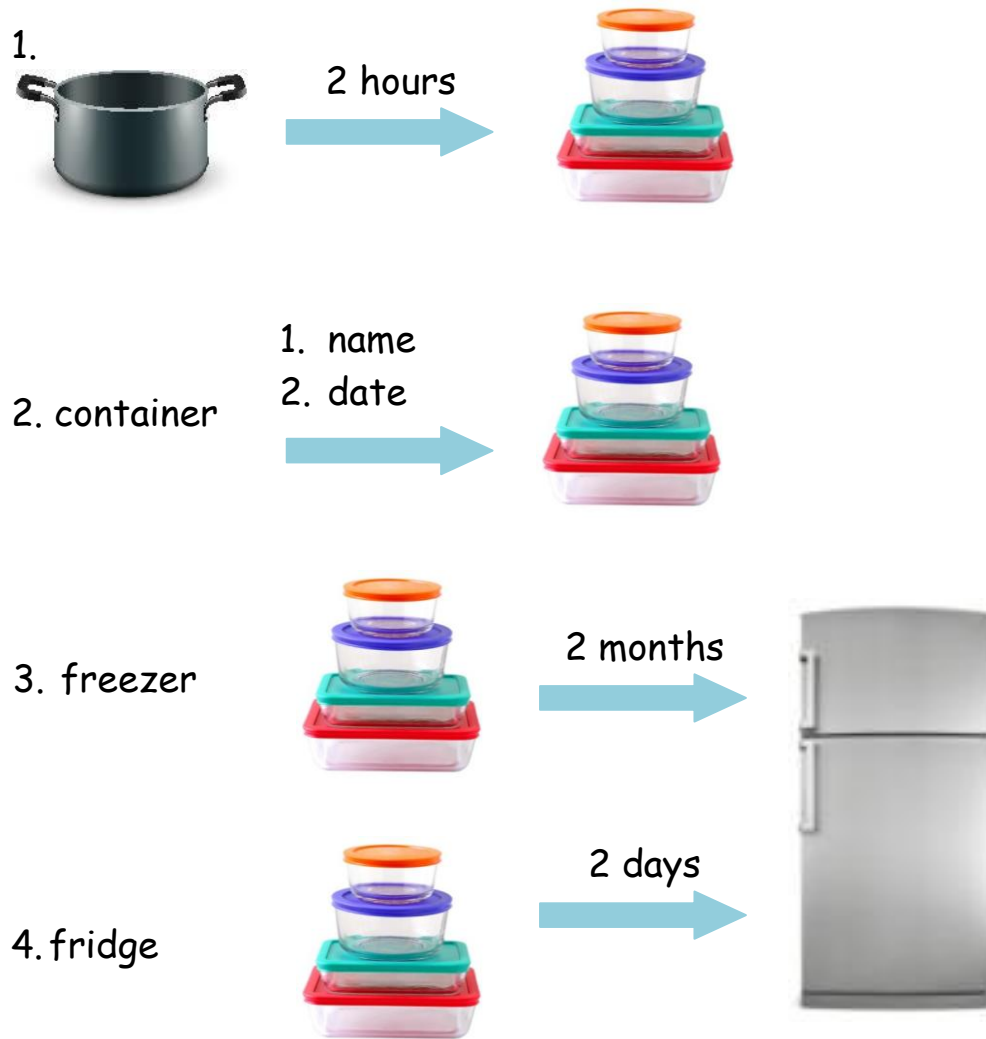 1.
2 hours
1. name
2. date
2. container
3. freezer
2 months
2 days
4. fridge